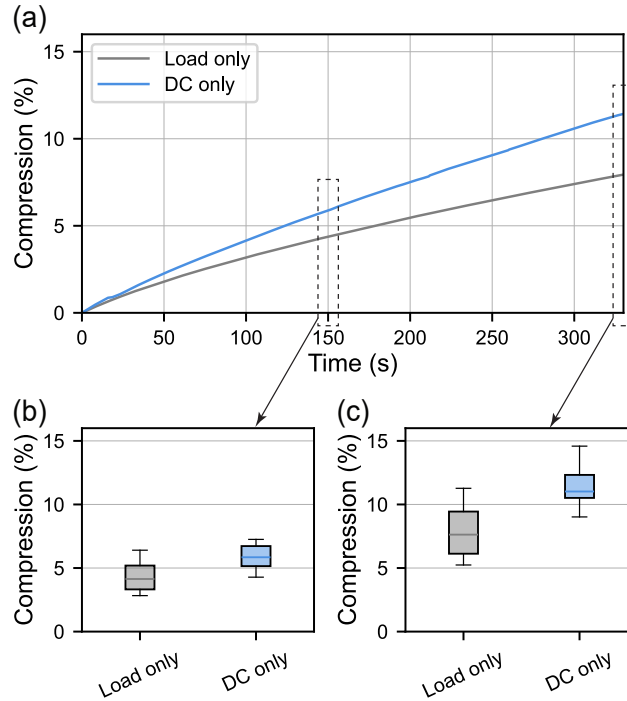 (a)
Compression (%)
15
10
5
0
Load only
DC only
0 50 100 150 200 250 300
Time (s)
(b)
Compression (%)
15
10
5
0
Load only DC only
(c)
Compression (%)
15
10
5
0
Load only DC only